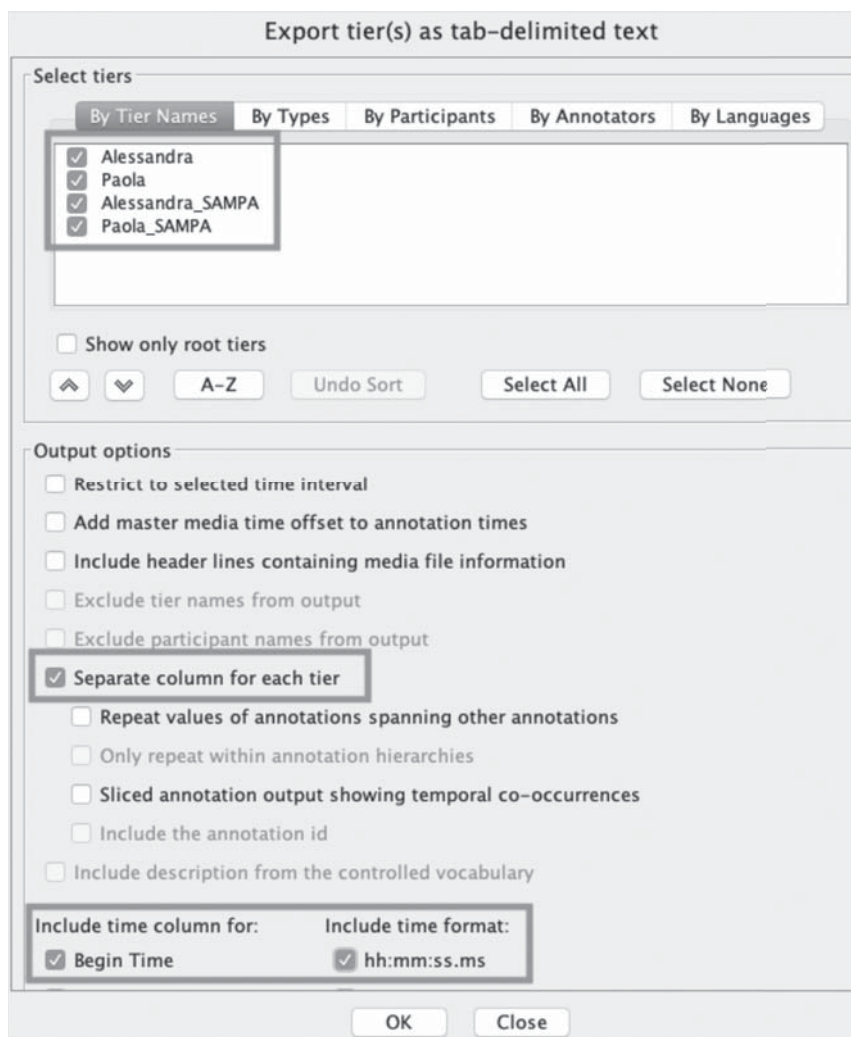 Export tier(s) as tab-delimited text
Select tiers
By Tier Names By Types By Participants By Annotators By Languages
Alessandra
Paola
Alessandra_SAMPA
Paola_SAMPA
Show only root tiers
A-Z Undo Sort Select All Select None
Output options
Restrict to selected time interval
Add master media time offset to annotation times
Include header lines containing media file information
Exclude tier names from output
Exclude participant names from output
Separate column for each tier
Repeat values of annotations spanning other annotations
Only repeat within annotation hierarchies
Sliced annotation output showing temporal co-occurrences
Include the annotation id
Include description from the controlled vocabulary
Include time column for: Include time format:
Begin Time hh:mm:ss.ms
OK Close